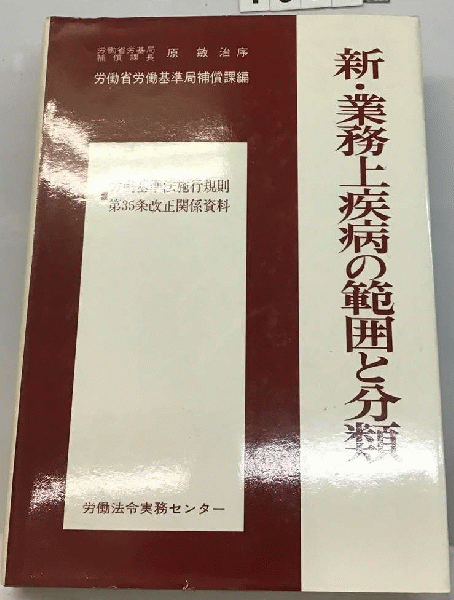 労働省労基局
補償課長 原敏治序
労働省労働基準局補償課編
新・業務上疾病の範囲と分類
労働基準法施行規則
第35条改正関係資料
労働法令実務センター